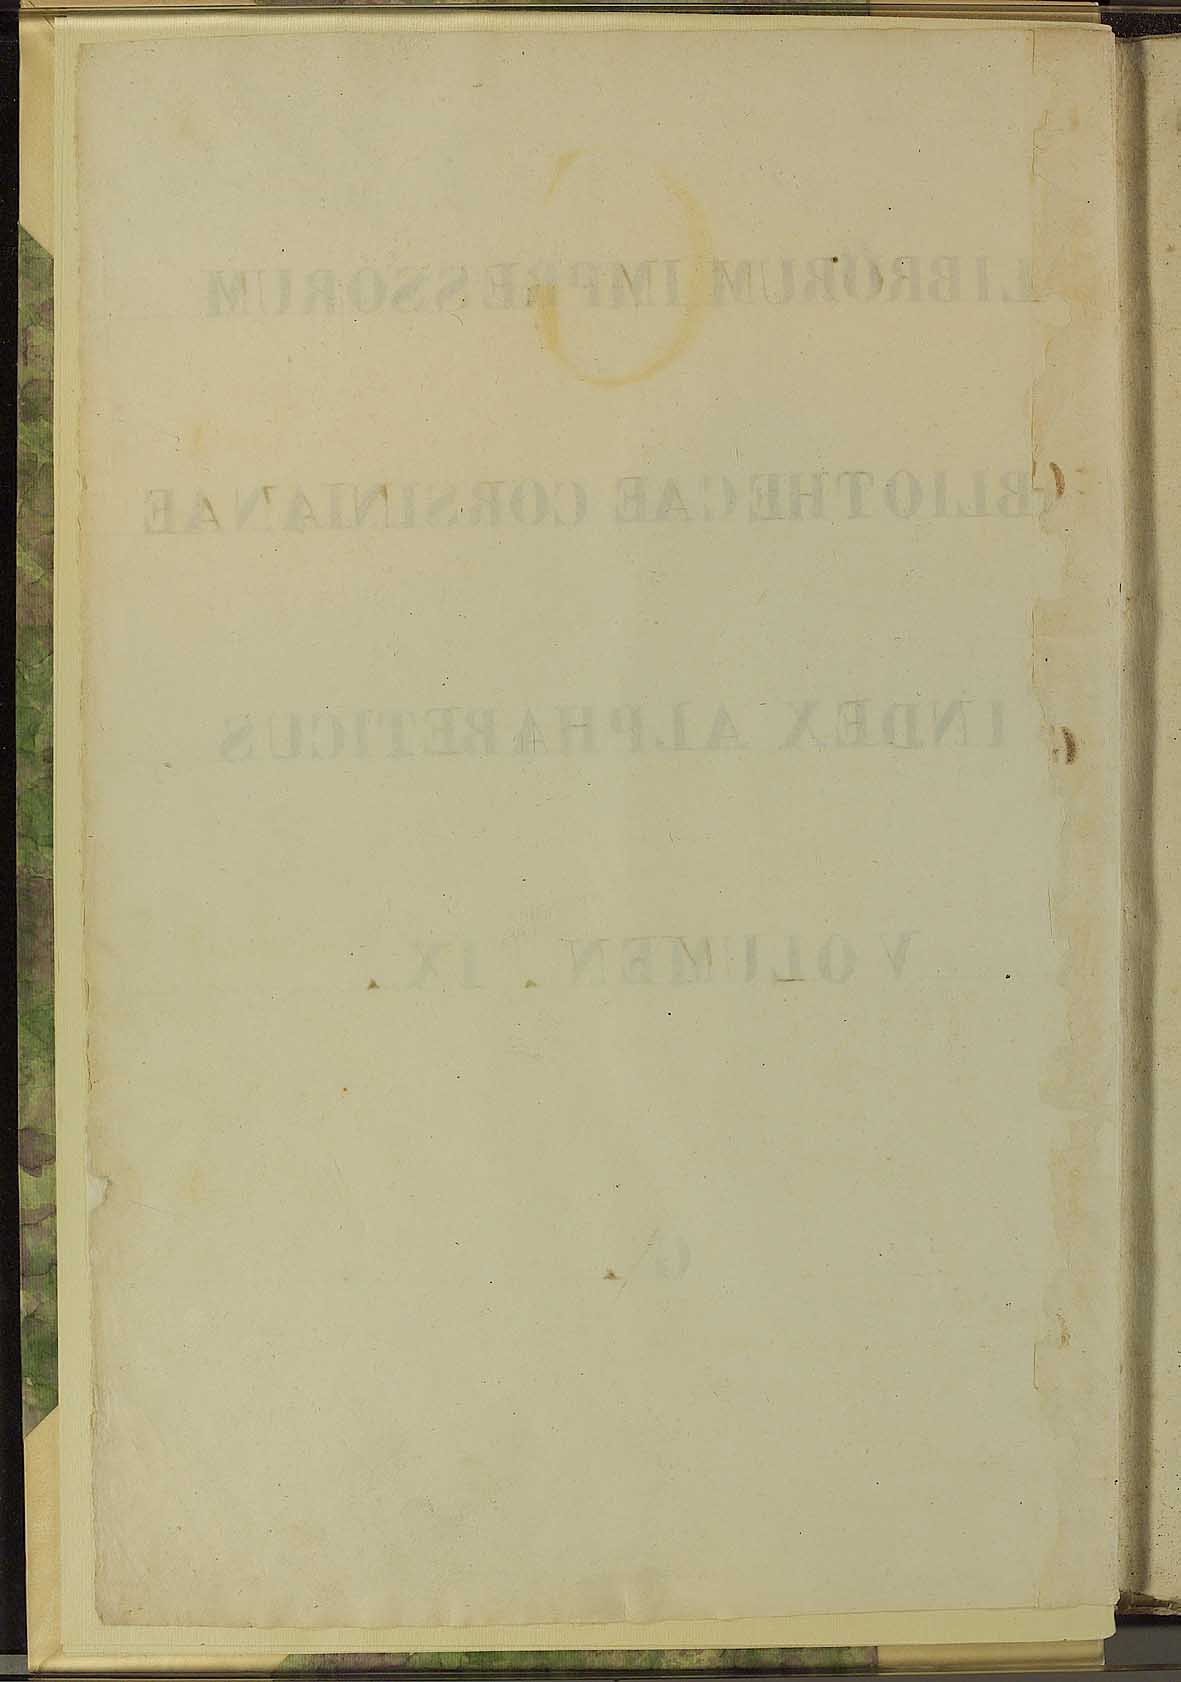 LIBRORUM IMPRESSORUM
BLIOTHECAE CORSINIANAE
INDEX ALPHABETICUS
VOLUMEN. IX.
G